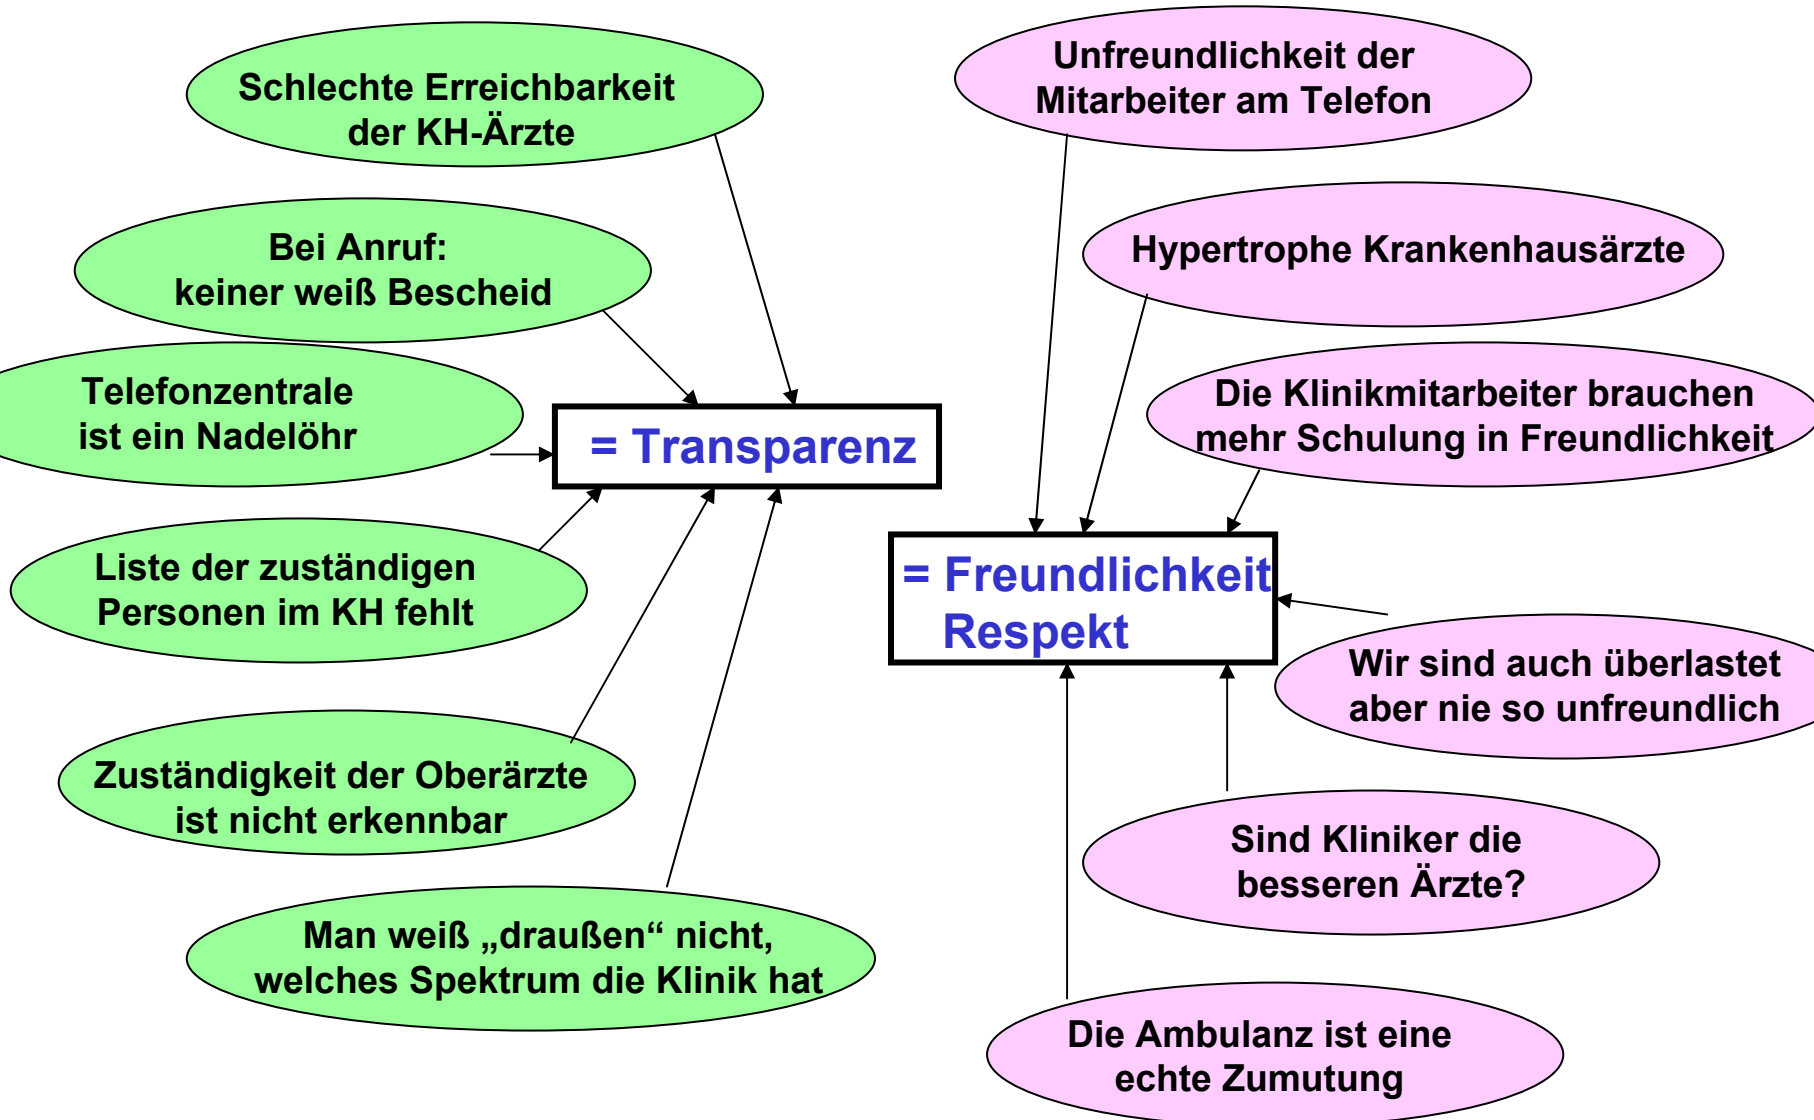 Schlechte Erreichbarkeit
der KH-Ärzte
Bei Anruf:
keiner weiß Bescheid
Telefonzentrale
ist ein Nadelöhr
= Transparenz
Liste der zuständigen
Personen im KH fehlt
Zuständigkeit der Oberärzte
ist nicht erkennbar
Man weiß „draußen“ nicht,
welches Spektrum die Klinik hat
Unfreundlichkeit der
Mitarbeiter am Telefon
Hypertrophe Krankenhausärzte
Die Klinikmitarbeiter brauchen
mehr Schulung in Freundlichkeit
= Freundlichkeit
Respekt
Wir sind auch überlastet
aber nie so unfreundlich
Sind Kliniker die
besseren Ärzte?
Die Ambulanz ist eine
echte Zumutung